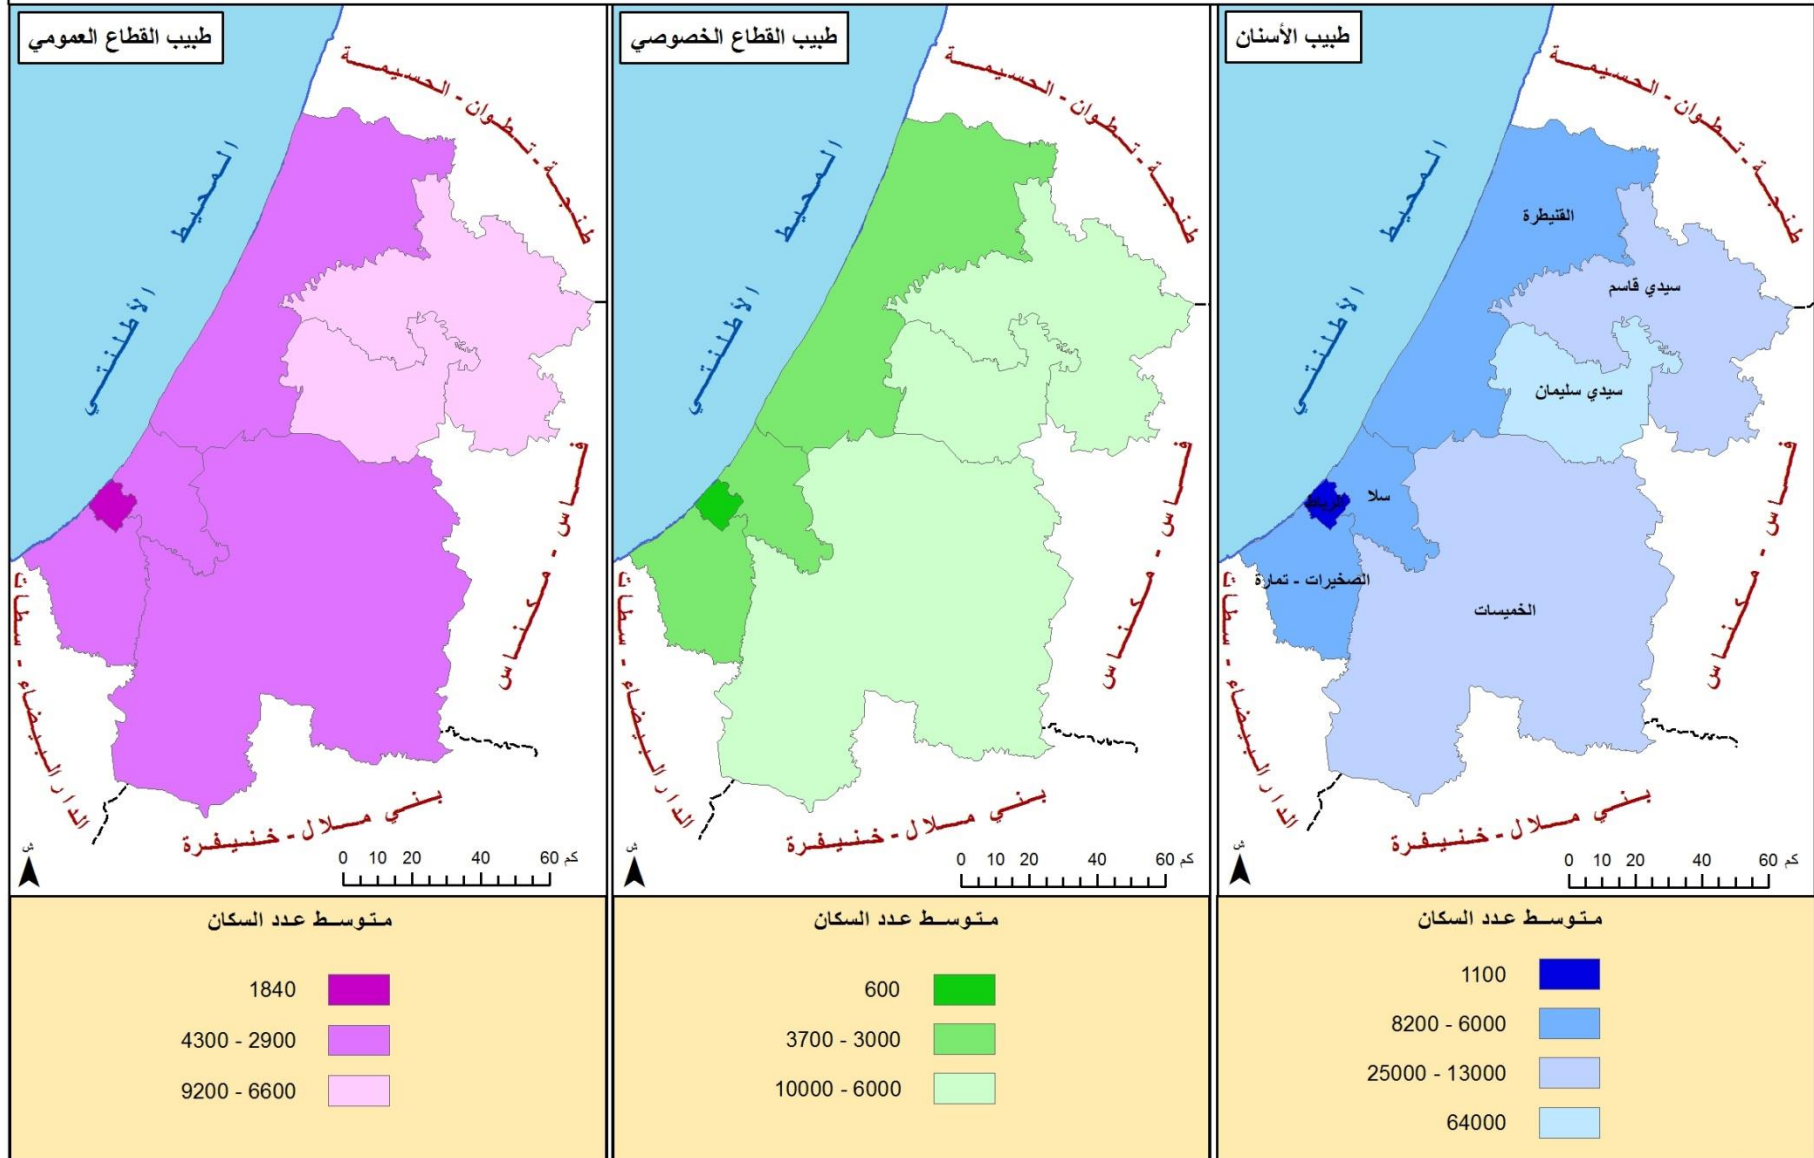 طبيب القطاع العمومي
طنجة - تطوان - الحسيمة
المحيط
الأطلنتي
فاس - مكناس
الدار البيضاء - سطات
بني ملال - خنيفرة
ش
0 10 20 40 60 كم
متوسط عدد السكان
1840
4300 - 2900
9200 - 6600
طبيب القطاع الخصوصي
طنجة - تطوان - الحسيمة
المحيط
الأطلنتي
فاس - مكناس
الدار البيضاء - سطات
بني ملال - خنيفرة
ش
0 10 20 40 60 كم
متوسط عدد السكان
600
3700 - 3000
10000 - 6000
طبيب الأسنان
طنجة - تطوان - الحسيمة
المحيط
الأطلنتي
القنيطرة
سيدي قاسم
سيدي سليمان
سلا
الرباط
الصخيرات - تمارة
الخميسات
فاس - مكناس
الدار البيضاء - سطات
بني ملال - خنيفرة
ش
0 10 20 40 60 كم
متوسط عدد السكان
1100
8200 - 6000
25000 - 13000
64000